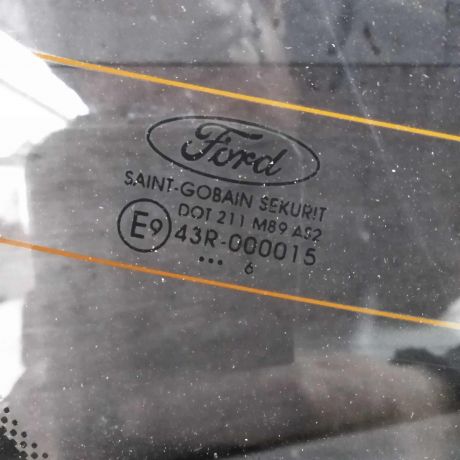 Ford
SAINT-GOBAIN SEKURIT
DOT 211 M89 AS2
E9 43R-000015
... 6